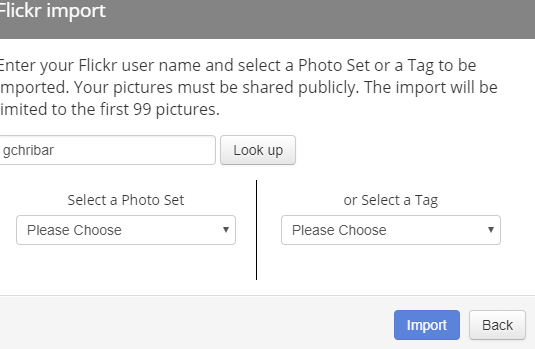 Flickr import
Enter your Flickr user name and select a Photo Set or a Tag to be
imported. Your pictures must be shared publicly. The import will be
limited to the first 99 pictures.
gchribar Look up
Select a Photo Set or Select a Tag
Please Choose Please Choose
Import Back